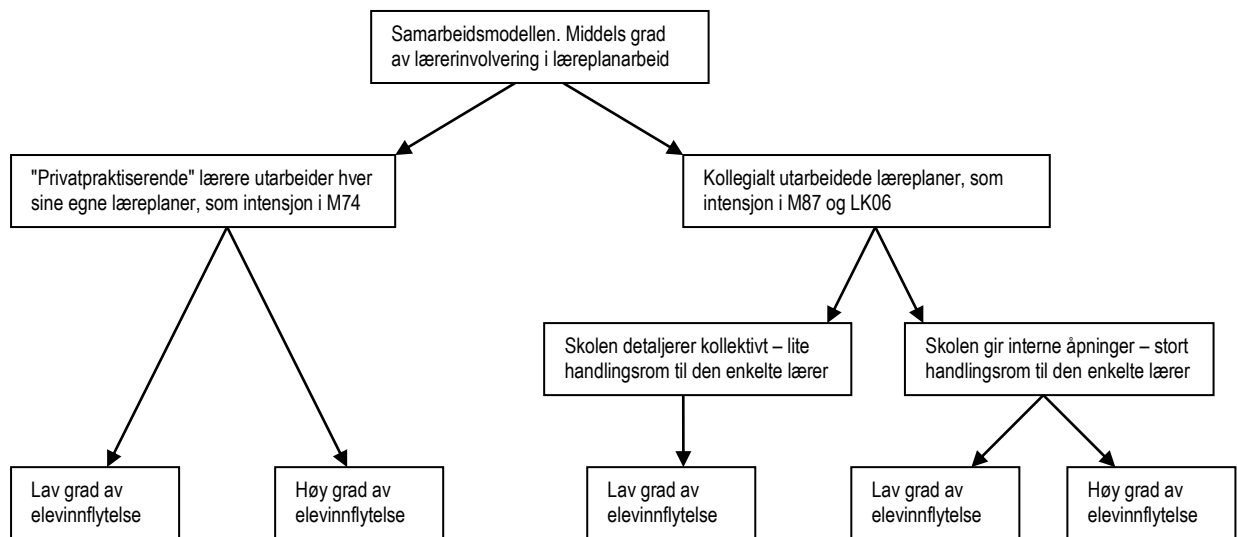 Samarbeidsmodellen. Middels grad
av lærerinvolvering i læreplanarbeid
"Privatpraktiserende" lærere utarbeider hver
sine egne læreplaner, som intensjon i M74
Kollegialt utarbeidede læreplaner, som
intensjon i M87 og LK06
Skolen detaljerer kollektivt – lite
handlingsrom til den enkelte lærer
Skolen gir interne åpninger – stort
handlingsrom til den enkelte lærer
Lav grad av
elevinnflytelse
Høy grad av
elevinnflytelse
Lav grad av
elevinnflytelse
Lav grad av
elevinnflytelse
Høy grad av
elevinnflytelse